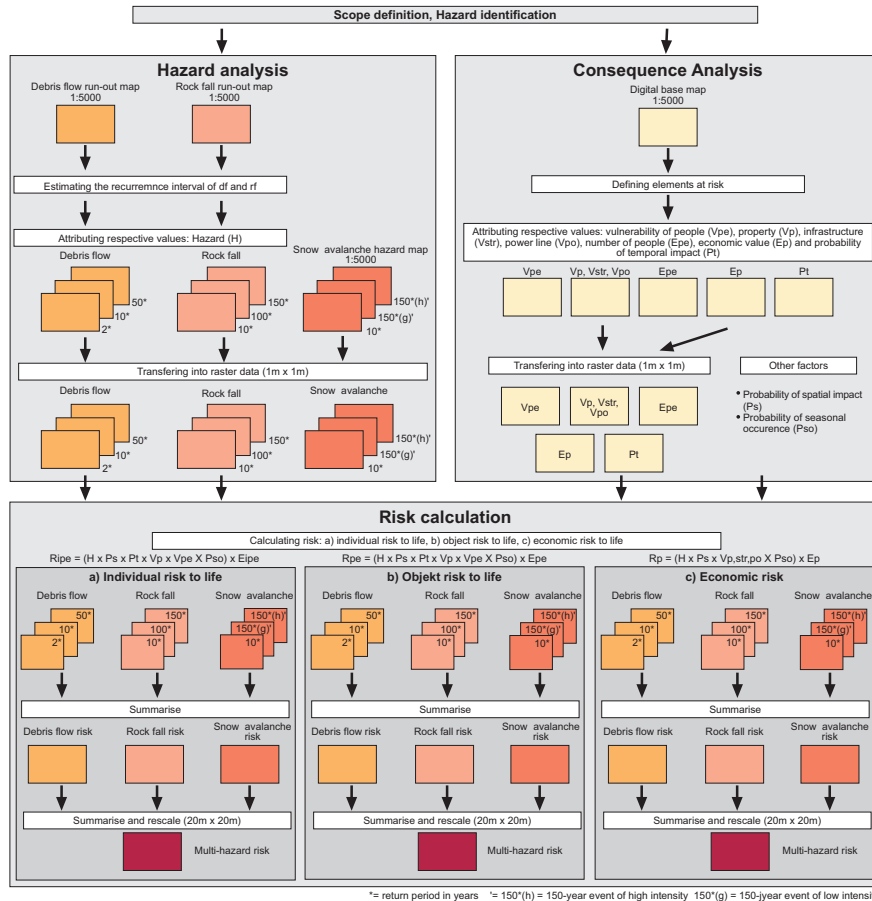 Scope definition, Hazard identification
Hazard analysis
Debris flow run-out map
1:5000
Rock fall run-out map
1:5000
Estimating the recurremnce interval of df and rf
Attributing respective values: Hazard (H)
Debris flow
Rock fall
Snow avalanche hazard map
1:5000
50*
10*
2*
150*
100*
10*
150*(h)'
150*(g)'
10*
Transfering into raster data (1m x 1m)
Debris flow
Rock fall
Snow avalanche
50*
10*
2*
150*
100*
10*
150*(h)'
150*(g)'
10*
Consequence Analysis
Digital base map
1:5000
Defining elements at risk
Attributing respective values: vulnerability of people (Vpe), property (Vp), infrastructure
(Vstr), power line (Vpo), number of people (Epe), economic value (Ep) and probability
of temporal impact (Pt)
Vpe
Vp, Vstr, Vpo
Epe
Ep
Pt
Transfering into raster data (1m x 1m)
Other factors
Vpe
Vp, Vstr,
Vpo
Epe
Ep
Pt
• Probability of spatial impact
(Ps)
• Probability of seasonal
occurence (Pso)
Risk calculation
Calculating risk: a) individual risk to life, b) object risk to life, c) economic risk to life
Ripe = (H x Ps x Pt x Vp x Vpe X Pso) x Eipe
Rpe = (H x Ps x Pt x Vp x Vpe X Pso) x Epe
Rp = (H x Ps x Vp,str,po X Pso) x Ep
a) Individual risk to life
Debris flow
Rock fall
Snow avalanche
50*
10*
2*
150*
100*
10*
150*(h)'
150*(g)'
10*
Summarise
Debris flow risk
Rock fall risk
Snow avalanche
risk
Summarise and rescale (20m x 20m)
Multi-hazard risk
b) Objekt risk to life
Debris flow
Rock fall
Snow avalanche
50*
10*
2*
150*
100*
10*
150*(h)'
150*(g)'
10*
Summarise
Debris flow risk
Rock fall risk
Snow avalanche
risk
Summarise and rescale (20m x 20m)
Multi-hazard risk
c) Economic risk
Debris flow
Rock fall
Snow avalanche
50*
10*
2*
150*
100*
10*
150*(h)'
150*(g)'
10*
Summarise
Debris flow risk
Rock fall risk
Snow avalanche
risk
Summarise and rescale (20m x 20m)
Multi-hazard risk
*= return period in years '= 150*(h) = 150-year event of high intensity 150*(g) = 150-jyear event of low intensi